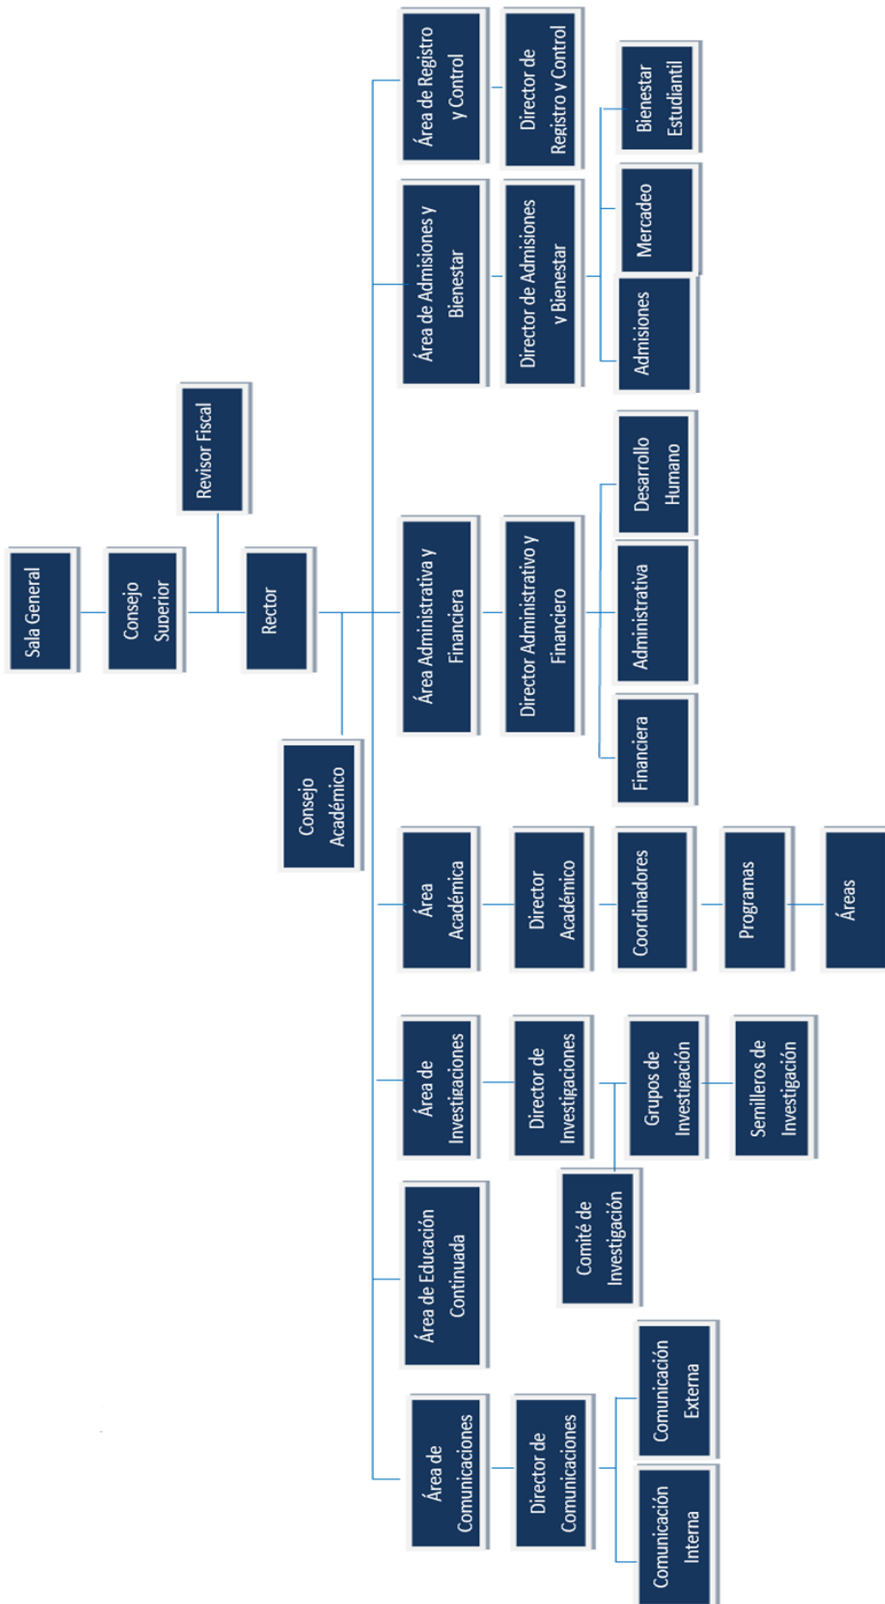 Sala General
Consejo
Superior
Revisor Fiscal
Rector
Consejo
Académico
Área de
Comunicaciones
Área de Educación
Continuada
Área de
Investigaciones
Área
Académica
Área Administrativa y
Financiera
Área de Admisiones y
Bienestar
Área de Registro
y Control
Director de
Comunicaciones
Director de
Investigaciones
Director
Académico
Director Administrativo y
Financiero
Director de Admisiones
y Bienestar
Director de
Registro y Control
Comité de
Investigación
Comunicación
Interna
Comunicación
Externa
Grupos de
Investigación
Coordinadores
Financiera
Administrativa
Desarrollo
Humano
Admisiones
Mercadeo
Bienestar
Estudiantil
Semilleros de
Investigación
Programas
Áreas